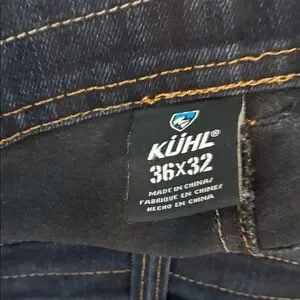 KÜHL®
36X32
MADE IN CHINA
FABRIQUE EN CHINE
HECHO EN CHINA